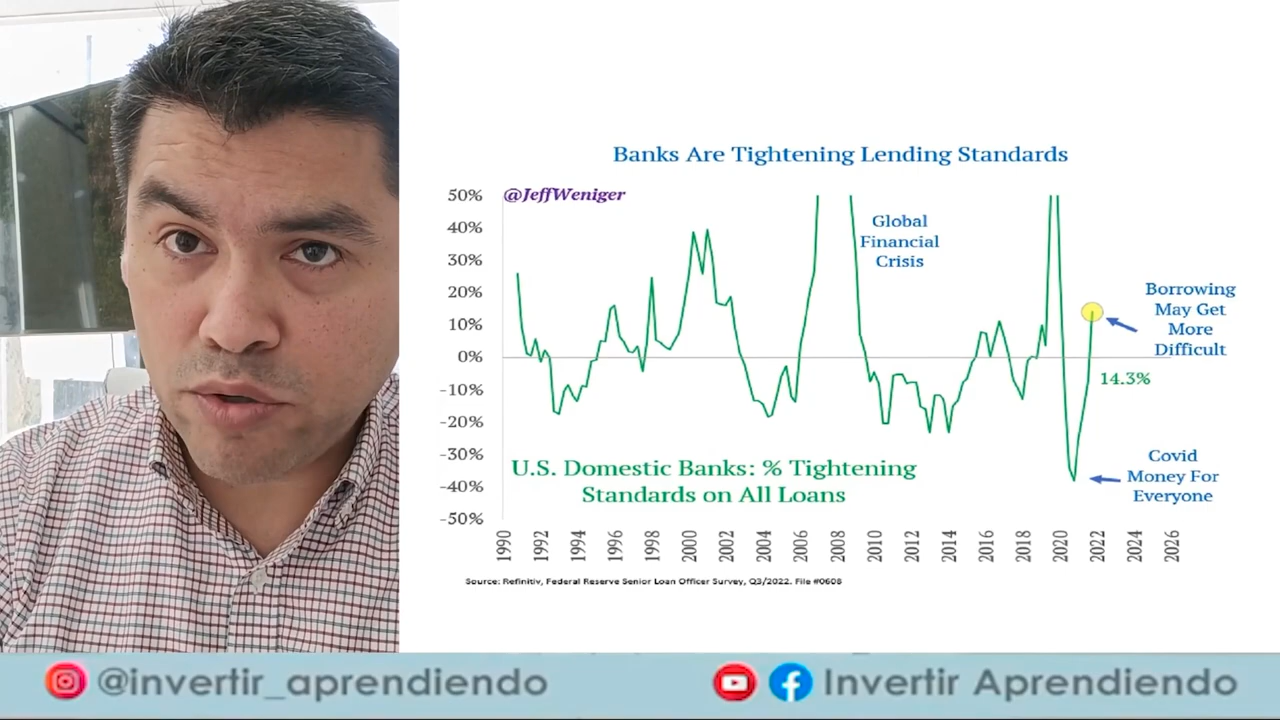 Banks Are Tightening Lending Standards
@JeffWeniger
50%
40%
30%
20%
10%
0%
-10%
-20%
-30%
-40%
-50%
Global
Financial
Crisis
Borrowing
May Get
More
Difficult
14.3%
Covid
Money For
Everyone
U.S. Domestic Banks: % Tightening
Standards on All Loans
1990
1992
1994
1996
1998
2000
2002
2004
2006
2008
2010
2012
2014
2016
2018
2020
2022
2024
2026
Source: Refinitiv, Federal Reserve Senior Loan Officer Survey, Q3/2022. File #0608
@invertir_aprendiendo
Invertir Aprendiendo